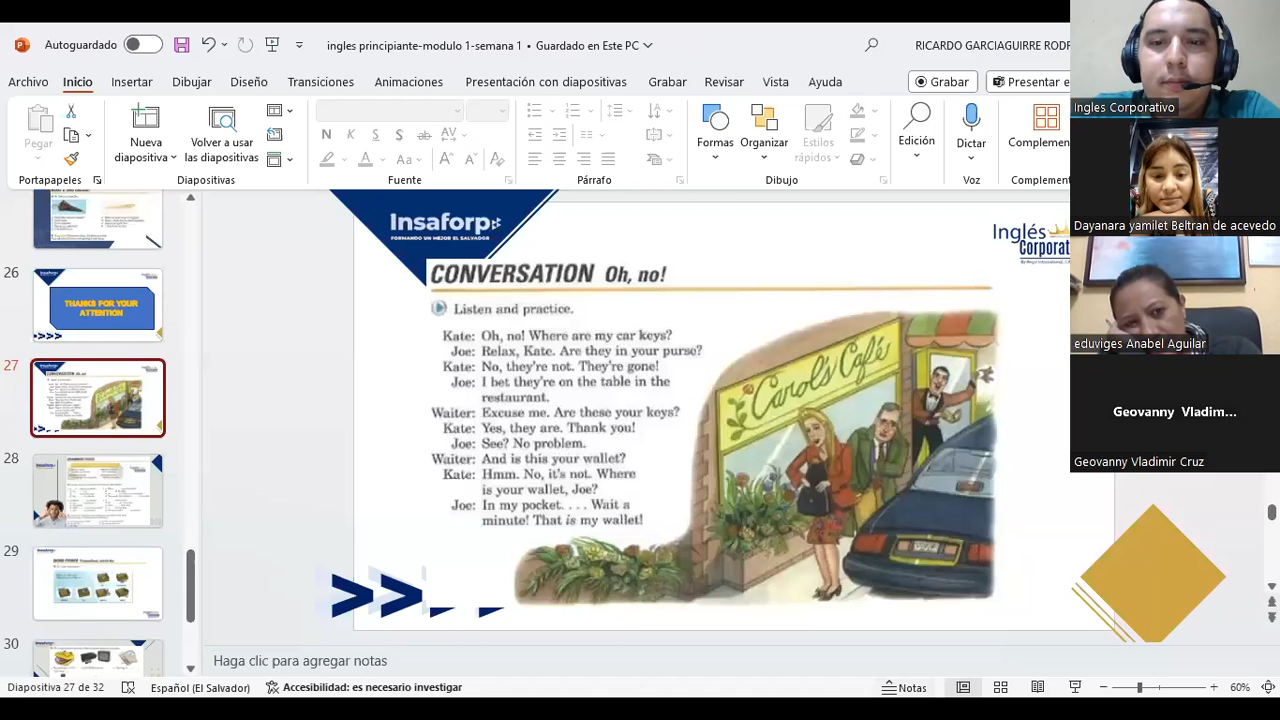 Autoguardado
ingles principiante-modulo 1-semana 1 • Guardado en Este PC
RICARDO GARCIAGUIRRE RODR
Archivo Inicio Insertar Dibujar Diseño Transiciones Animaciones Presentación con diapositivas Grabar Revisar Vista Ayuda
Grabar
Presentar e
Pegar
Nueva
diapositiva
Volver a usar
las diapositivas
N K S S ab AV
A Aa A A
Formas
Organizar
Estilos
rápidos
Edición
Dictar
Complemen
Portapapeles
Diapositivas
Fuente
Párrafo
Dibujo
Voz
Complement
Ingles Corporativo
Dayanara yamilet Beltran de acevedo
eduviges Anabel Aguilar
Geovanny Vladim...
Geovanny Vladimir Cruz
26
Insaforp
THANKS FOR YOUR
ATTENTION
27
28
29
30
Insaforp
FORMANDO UN MEJOR EL SALVADOR
Inglés
Corporat
CONVERSATION Oh, no!
Listen and practice.
Kate: Oh, no! Where are my car keys?
Joe: Relax, Kate. Are they in your purse?
Kate: No, they're not. They're gone!
Joe: I bet they're on the table in the
restaurant.
Waiter: Excuse me. Are these your keys?
Kate: Yes, they are. Thank you!
Joe: See? No problem.
Waiter: And is this your wallet?
Kate: Hmm. No, it's not. Where
is your wallet, Joe?
Joe: In my pocket. . . . Wait a
minute! That is my wallet!
Carol's Café
Haga clic para agregar notas
Diapositiva 27 de 32
Español (El Salvador)
Accesibilidad: es necesario investigar
Notas
60%